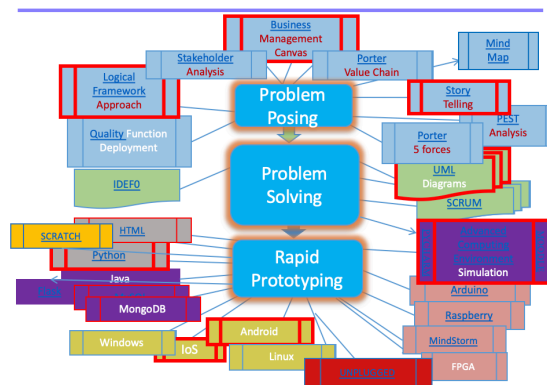 Business
Management
Canvas
Stakeholder
Analysis
Porter
Value Chain
Mind
Map
Logical
Framework
Approach
Problem
Posing
Story
Telling
PEST
Analysis
Quality Function
Deployment
Porter
5 forces
IDEF0
Problem
Solving
UML
Diagrams
SCRUM
HTML
SCRATCH
Python
Java
MongoDB
Rapid
Prototyping
Simulation
Arduino
Raspberry
MindStorm
FPGA
Android
Windows
IoS
Linux